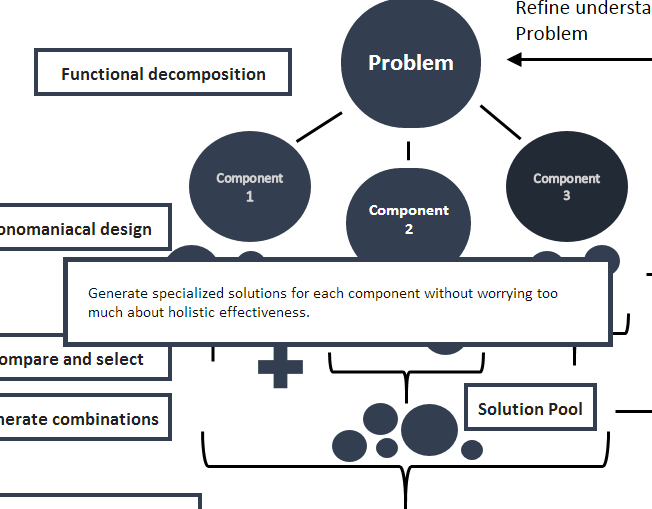 Refine understa
Problem
Problem
Functional decomposition
Component
1
Component
2
Component
3
onomaniacal design
Generate specialized solutions for each component without worrying too
much about holistic effectiveness.
ompare and select
Solution Pool
nerate combinations